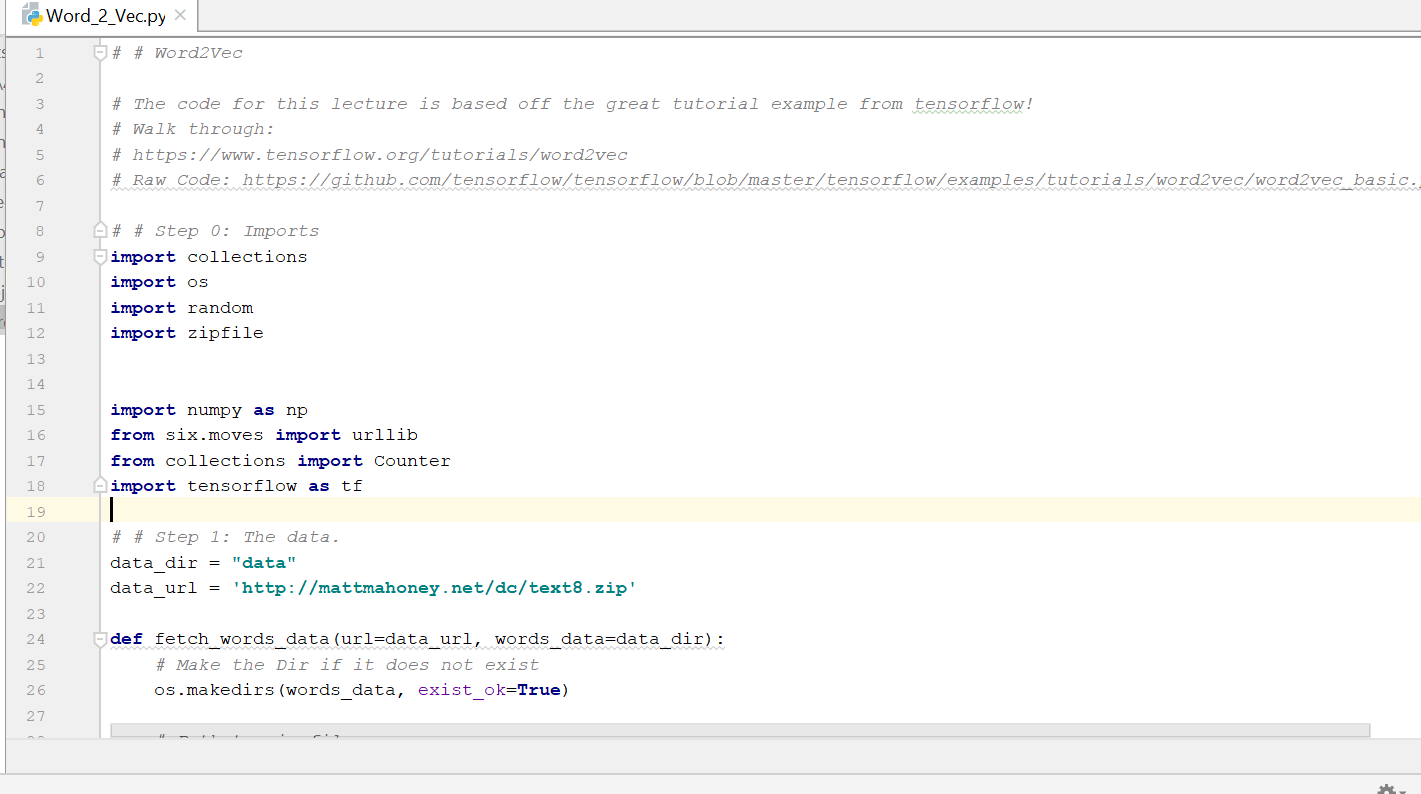 Word_2_Vec.py
1 # # Word2Vec
2
3 # The code for this lecture is based off the great tutorial example from tensorflow!
4 # Walk through:
5 # https://www.tensorflow.org/tutorials/word2vec
6 # Raw Code: https://github.com/tensorflow/tensorflow/blob/master/tensorflow/examples/tutorials/word2vec/word2vec_basic.
7
8 # # Step 0: Imports
9 import collections
10 import os
11 import random
12 import zipfile
13
14
15 import numpy as np
16 from six.moves import urllib
17 from collections import Counter
18 import tensorflow as tf
19
20 # # Step 1: The data.
21 data_dir = "data"
22 data_url = 'http://mattmahoney.net/dc/text8.zip'
23
24 def fetch_words_data(url=data_url, words_data=data_dir):
25     # Make the Dir if it does not exist
26     os.makedirs(words_data, exist_ok=True)
27